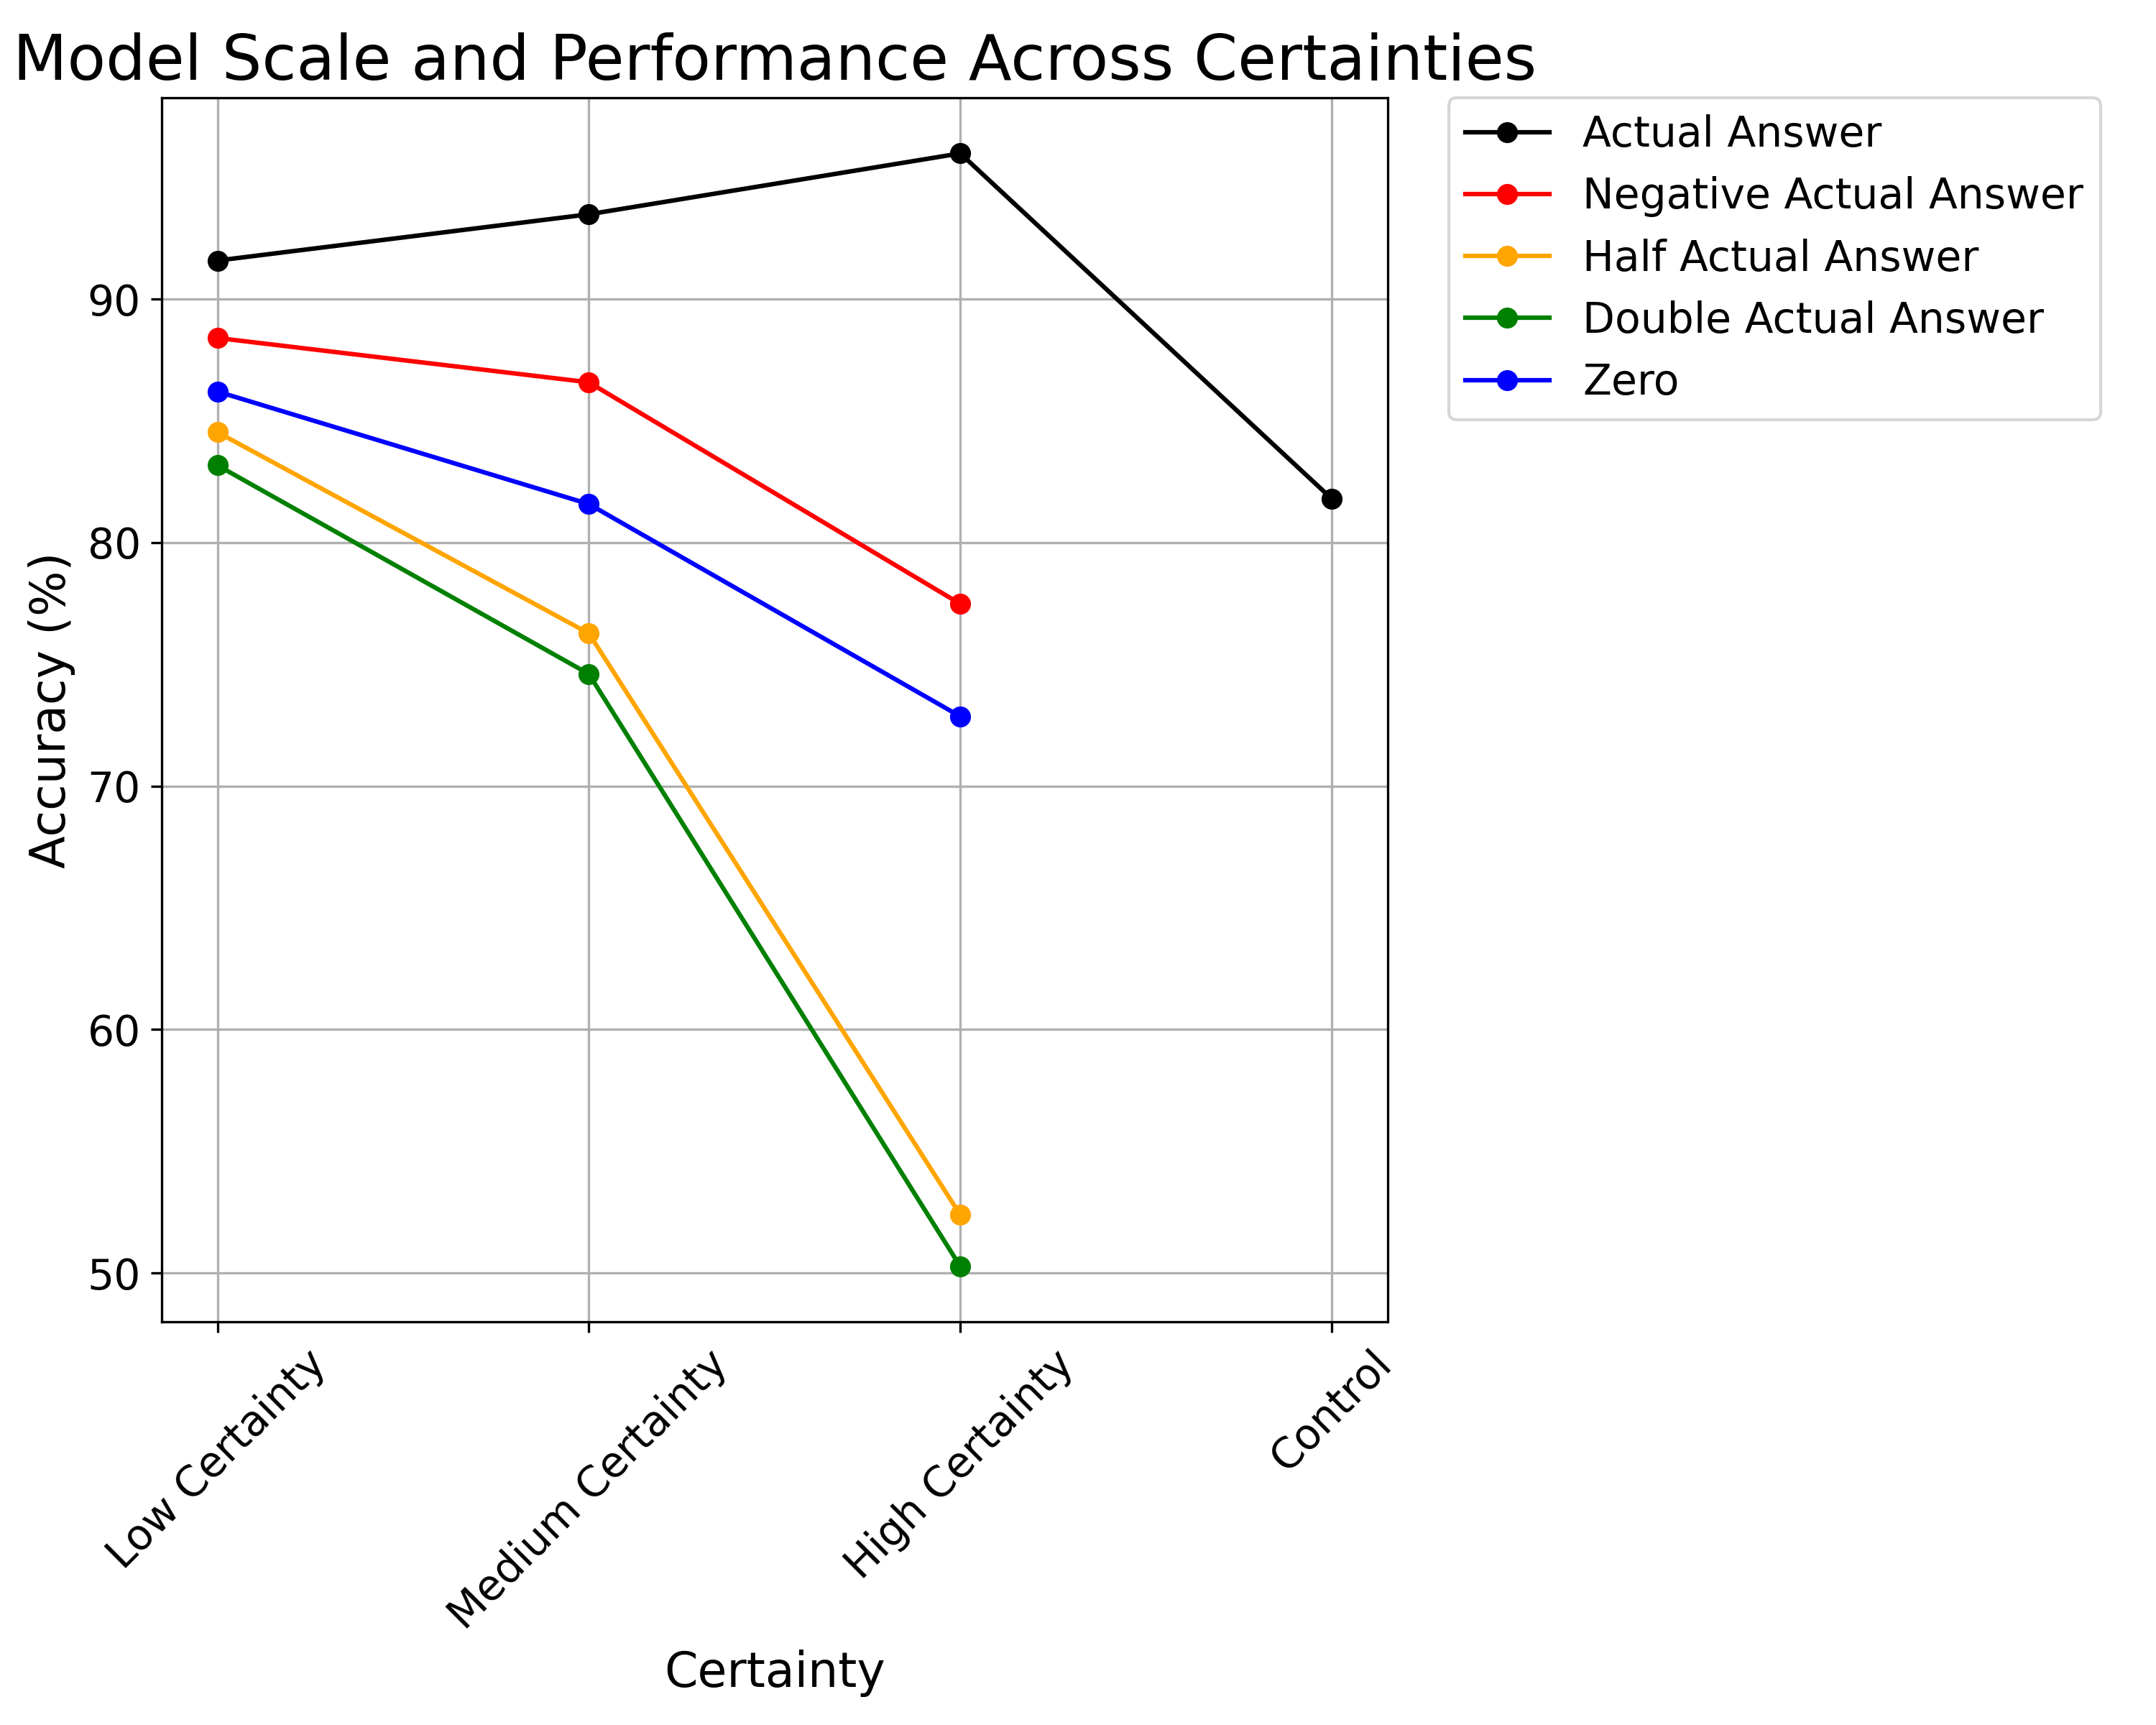 Model Scale and Performance Across Certainties
Actual Answer
Negative Actual Answer
Half Actual Answer
Double Actual Answer
Zero
Accuracy (%)
90
80
70
60
50
Low Certainty
Medium Certainty
High Certainty
Control
Certainty